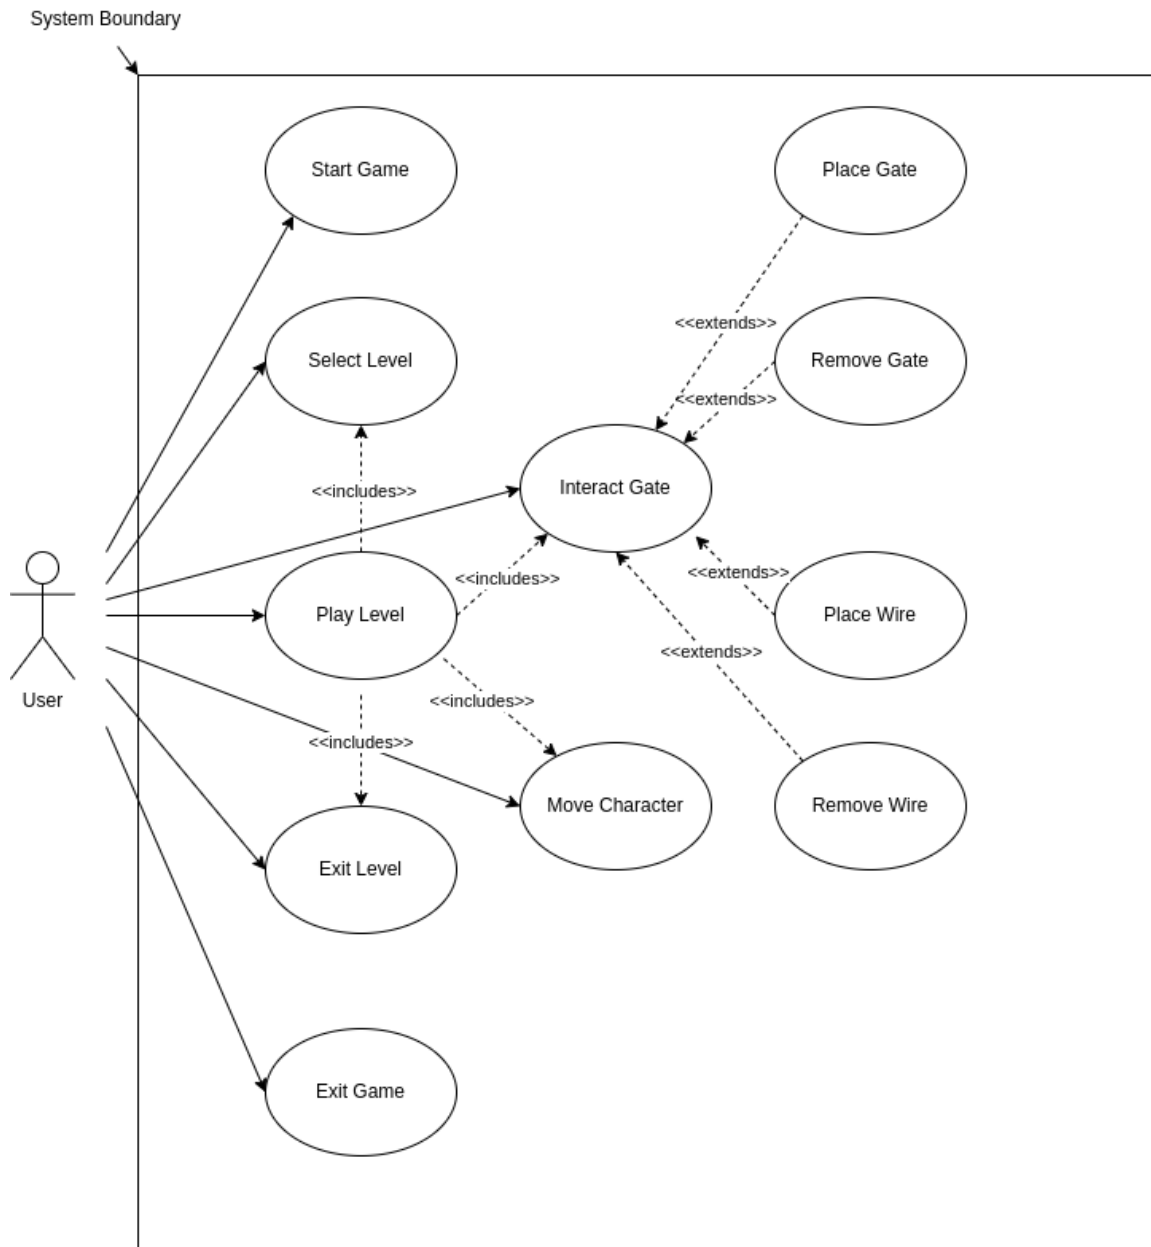 System Boundary
Start Game
Place Gate
<<extends>>
Select Level
Remove Gate
<<extends>>
Interact Gate
<<includes>>
<<includes>>
<<extends>>
Play Level
Place Wire
<<extends>>
User
<<includes>>
<<includes>>
Move Character
Remove Wire
Exit Level
Exit Game